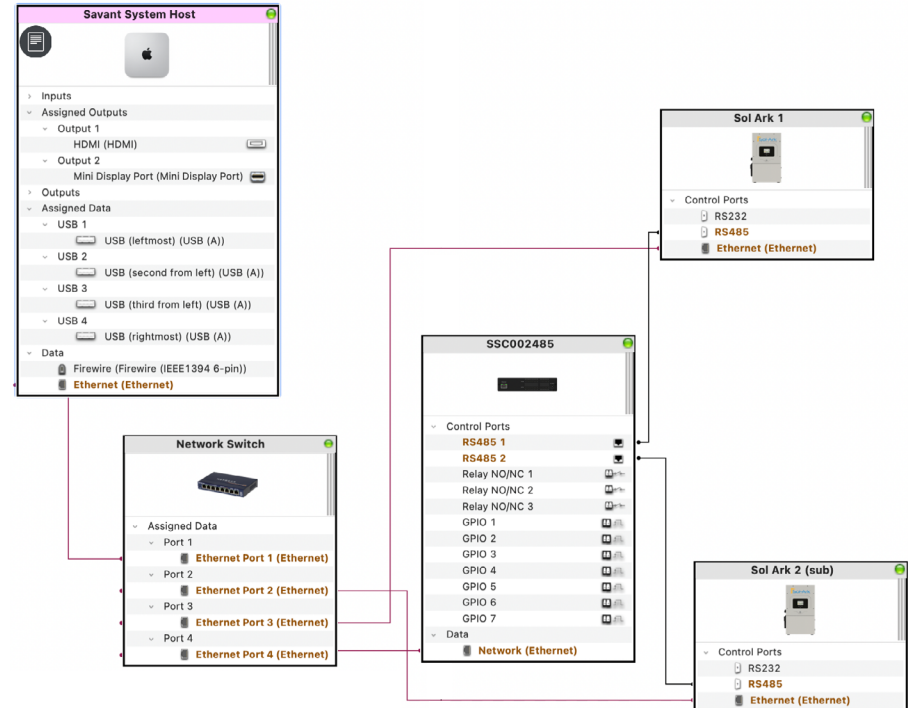 Savant System Host
Inputs
Assigned Outputs
Output 1
HDMI (HDMI)
Output 2
Mini Display Port (Mini Display Port)
Outputs
Assigned Data
USB 1
USB (leftmost) (USB (A))
USB 2
USB (second from left) (USB (A))
USB 3
USB (third from left) (USB (A))
USB 4
USB (rightmost) (USB (A))
Data
Firewire (Firewire (IEEE1394 6-pin))
Ethernet (Ethernet)
Network Switch
Assigned Data
Port 1
Ethernet Port 1 (Ethernet)
Port 2
Ethernet Port 2 (Ethernet)
Port 3
Ethernet Port 3 (Ethernet)
Port 4
Ethernet Port 4 (Ethernet)
SSC002485
Control Ports
RS485 1
RS485 2
Relay NO/NC 1
Relay NO/NC 2
Relay NO/NC 3
GPIO 1
GPIO 2
GPIO 3
GPIO 4
GPIO 5
GPIO 6
GPIO 7
Data
Network (Ethernet)
Sol Ark 1
Control Ports
RS232
RS485
Ethernet (Ethernet)
Sol Ark 2 (sub)
Control Ports
RS232
RS485
Ethernet (Ethernet)